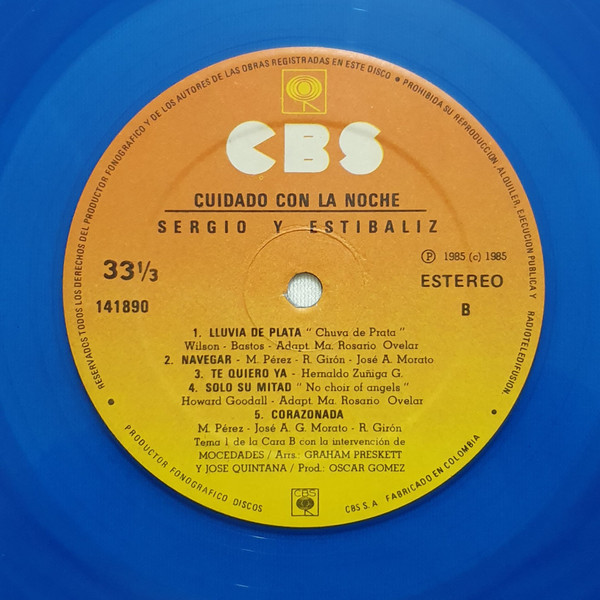 RESERVADOS TODOS LOS DERECHOS DEL PRODUCTOR FONOGRAFICO Y DE LOS AUTORES DE LAS OBRAS REGISTRADAS EN ESTE DISCO • PROHIBIDA SU REPRODUCCION, ALQUILER, EJECUCION PUBLICA Y RADIOTELEDIFUSION.
CBS
CUIDADO CON LA NOCHE
SERGIO Y ESTIBALIZ
33 1/3
141890
Ⓟ 1985 (c) 1985
ESTEREO
B
1. LLUVIA DE PLATA “ Chuva de Prata ”
Wilson - Bastos - Adapt. Ma. Rosario Ovelar
2. NAVEGAR - M. Pérez - R. Girón - José A. Morato
3. TE QUIERO YA - Hernaldo Zuñiga G.
4. SOLO SU MITAD “ No choir of angels ”
Howard Goodall - Adapt. Ma. Rosario Ovelar
5. CORAZONADA
M. Pérez - José A. G. Morato - R. Girón
Tema 1 de la Cara B con la intervención de
MOCEDADES / Arrs.: GRAHAM PRESKETT
Y JOSE QUINTANA / Prod.: OSCAR GOMEZ
CBS
PRODUCTOR FONOGRAFICO DISCOS CBS S.A. FABRICADO EN COLOMBIA